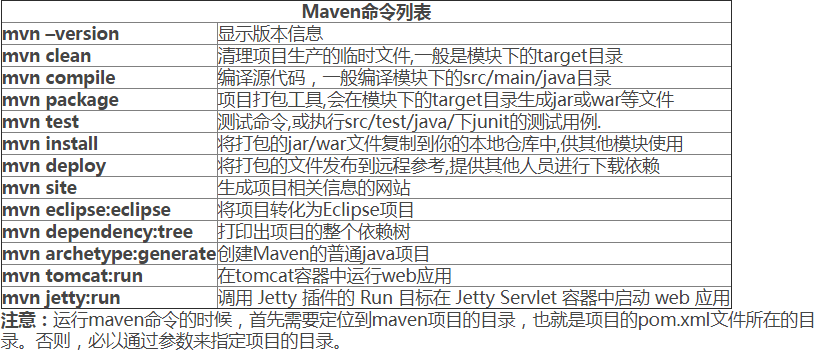 Maven命令列表
mvn –version 显示版本信息
mvn clean 清理项目生产的临时文件,一般是模块下的target目录
mvn compile 编译源代码，一般编译模块下的src/main/java目录
mvn package 项目打包工具,会在模块下的target目录生成jar或war等文件
mvn test 测试命令,或执行src/test/java/下junit的测试用例.
mvn install 将打包的jar/war文件复制到你的本地仓库中,供其他模块使用
mvn deploy 将打包的文件发布到远程参考,提供其他人员进行下载依赖
mvn site 生成项目相关信息的网站
mvn eclipse:eclipse 将项目转化为Eclipse项目
mvn dependency:tree 打印出项目的整个依赖树
mvn archetype:generate 创建Maven的普通java项目
mvn tomcat:run 在tomcat容器中运行web应用
mvn jetty:run 调用 Jetty 插件的 Run 目标在 Jetty Servlet 容器中启动 web 应用
注意：运行maven命令的时候，首先需要定位到maven项目的目录，也就是项目的pom.xml文件所在的目
录。否则，必以通过参数来指定项目的目录。